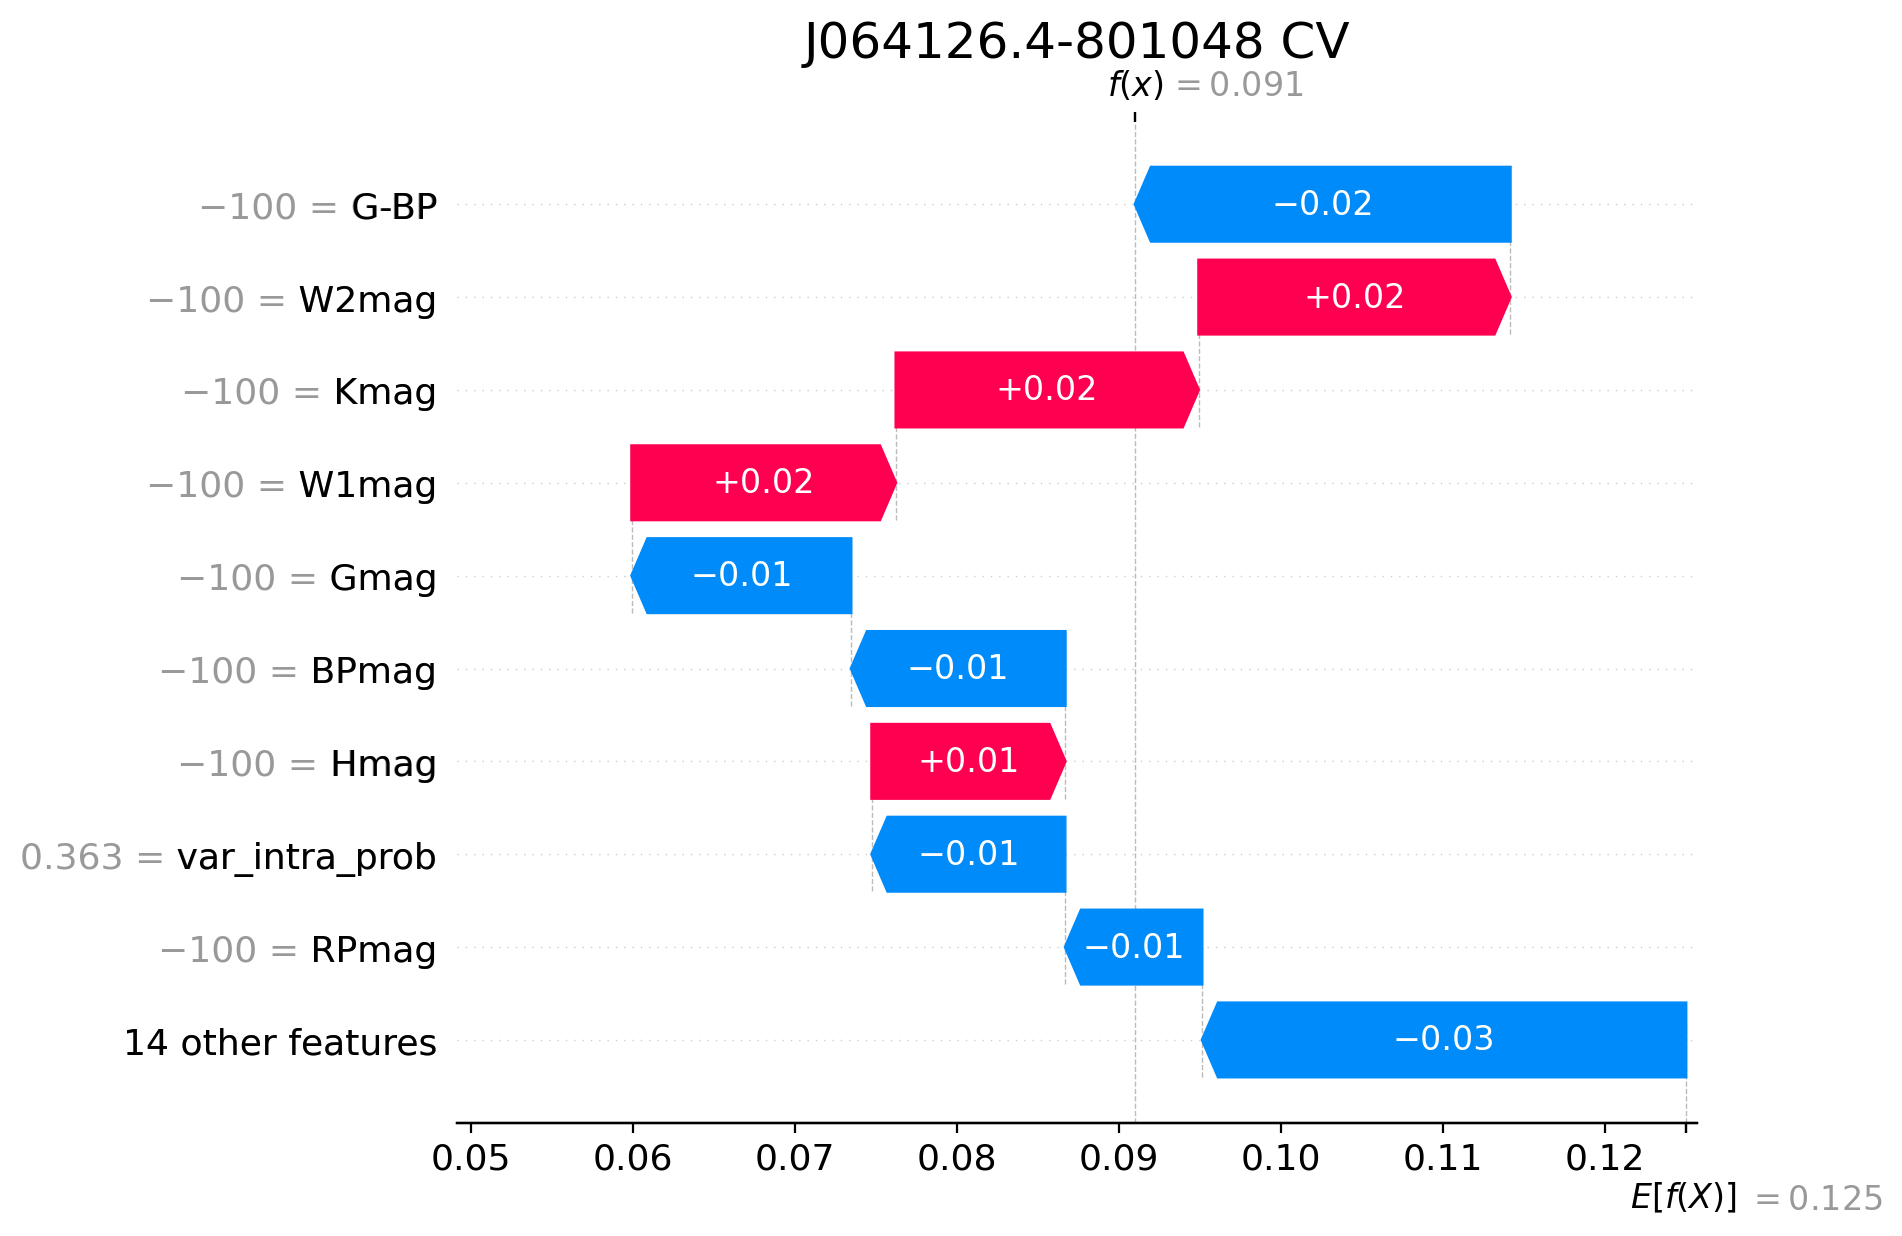 J064126.4-801048 CV
f(x) = 0.091
−100 = G-BP
−0.02
−100 = W2mag
+0.02
−100 = Kmag
+0.02
−100 = W1mag
+0.02
−100 = Gmag
−0.01
−100 = BPmag
−0.01
−100 = Hmag
+0.01
0.363 = var_intra_prob
−0.01
−100 = RPmag
−0.01
14 other features
−0.03
0.05 0.06 0.07 0.08 0.09 0.10 0.11 0.12
E[f(X)] = 0.125